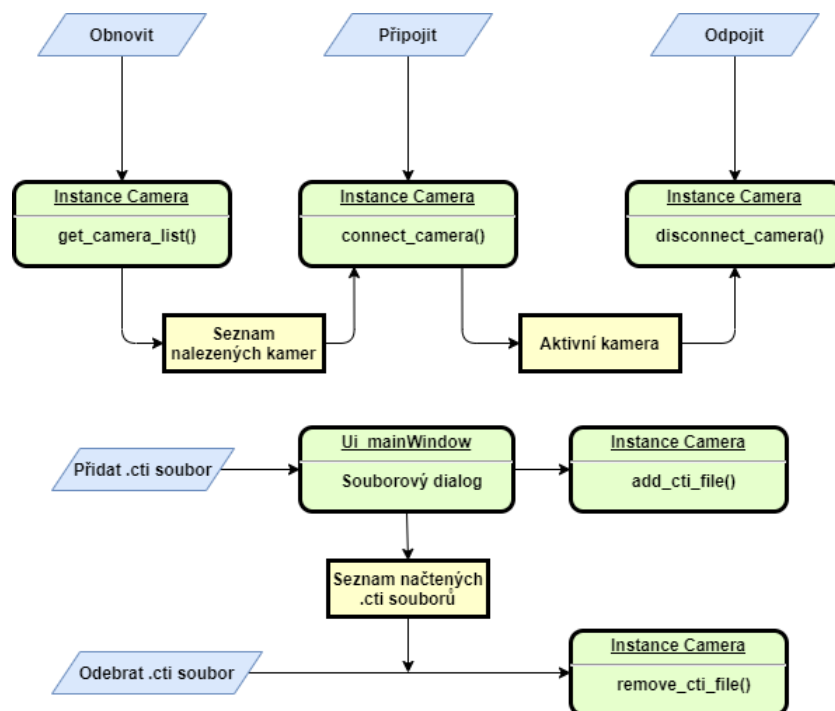 Obnovit
Připojit
Odpojit
Instance Camera
get_camera_list()
Instance Camera
connect_camera()
Instance Camera
disconnect_camera()
Seznam
nalezených kamer
Aktivní kamera
Přidat .cti soubor
Ui_mainWindow
Souborový dialog
Instance Camera
add_cti_file()
Seznam načtených
.cti souborů
Odebrat .cti soubor
Instance Camera
remove_cti_file()